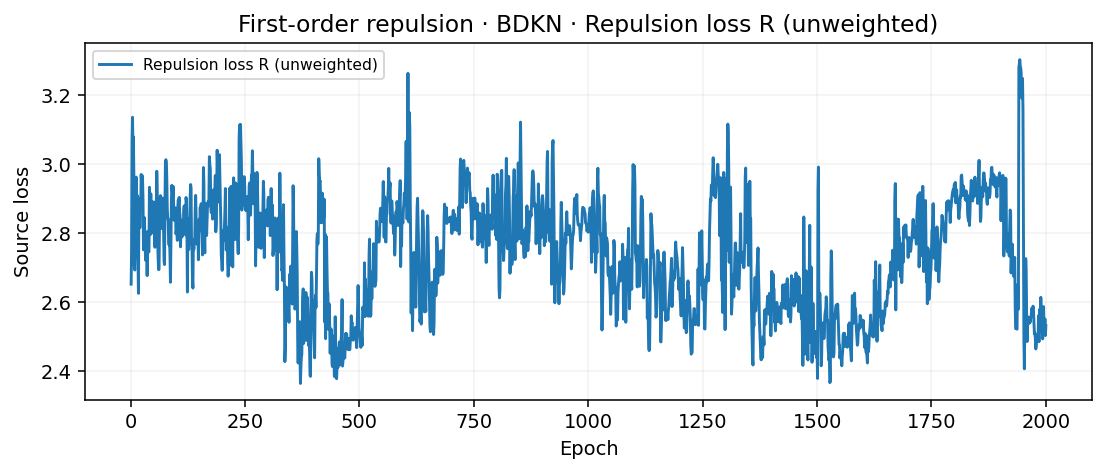 First-order repulsion · BDKN · Repulsion loss R (unweighted)
Repulsion loss R (unweighted)
Source loss
3.2
3.0
2.8
2.6
2.4
0 250 500 750 1000 1250 1500 1750 2000
Epoch